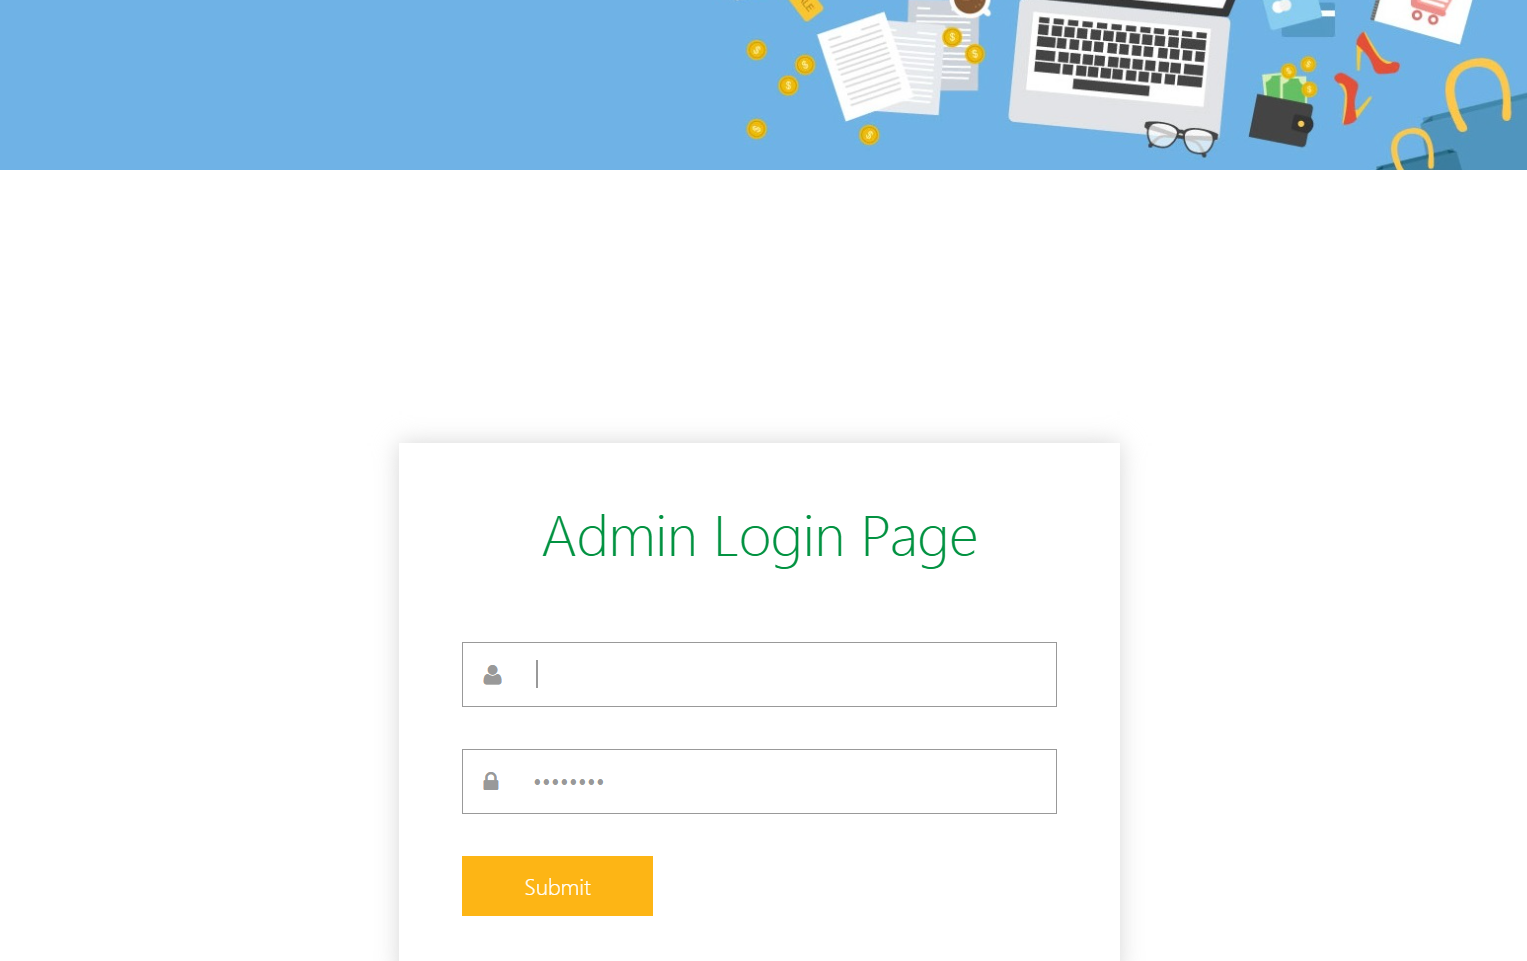 Admin Login Page
••••••••
Submit